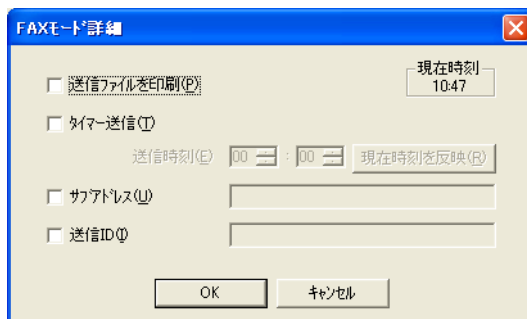 FAXモード詳細
現在時刻
10:47
送信ファイルを印刷(P)
タイマー送信(T)
送信時刻(E) 00 : 00 現在時刻を反映(R)
サブアドレス(U)
送信ID(I)
OK キャンセル